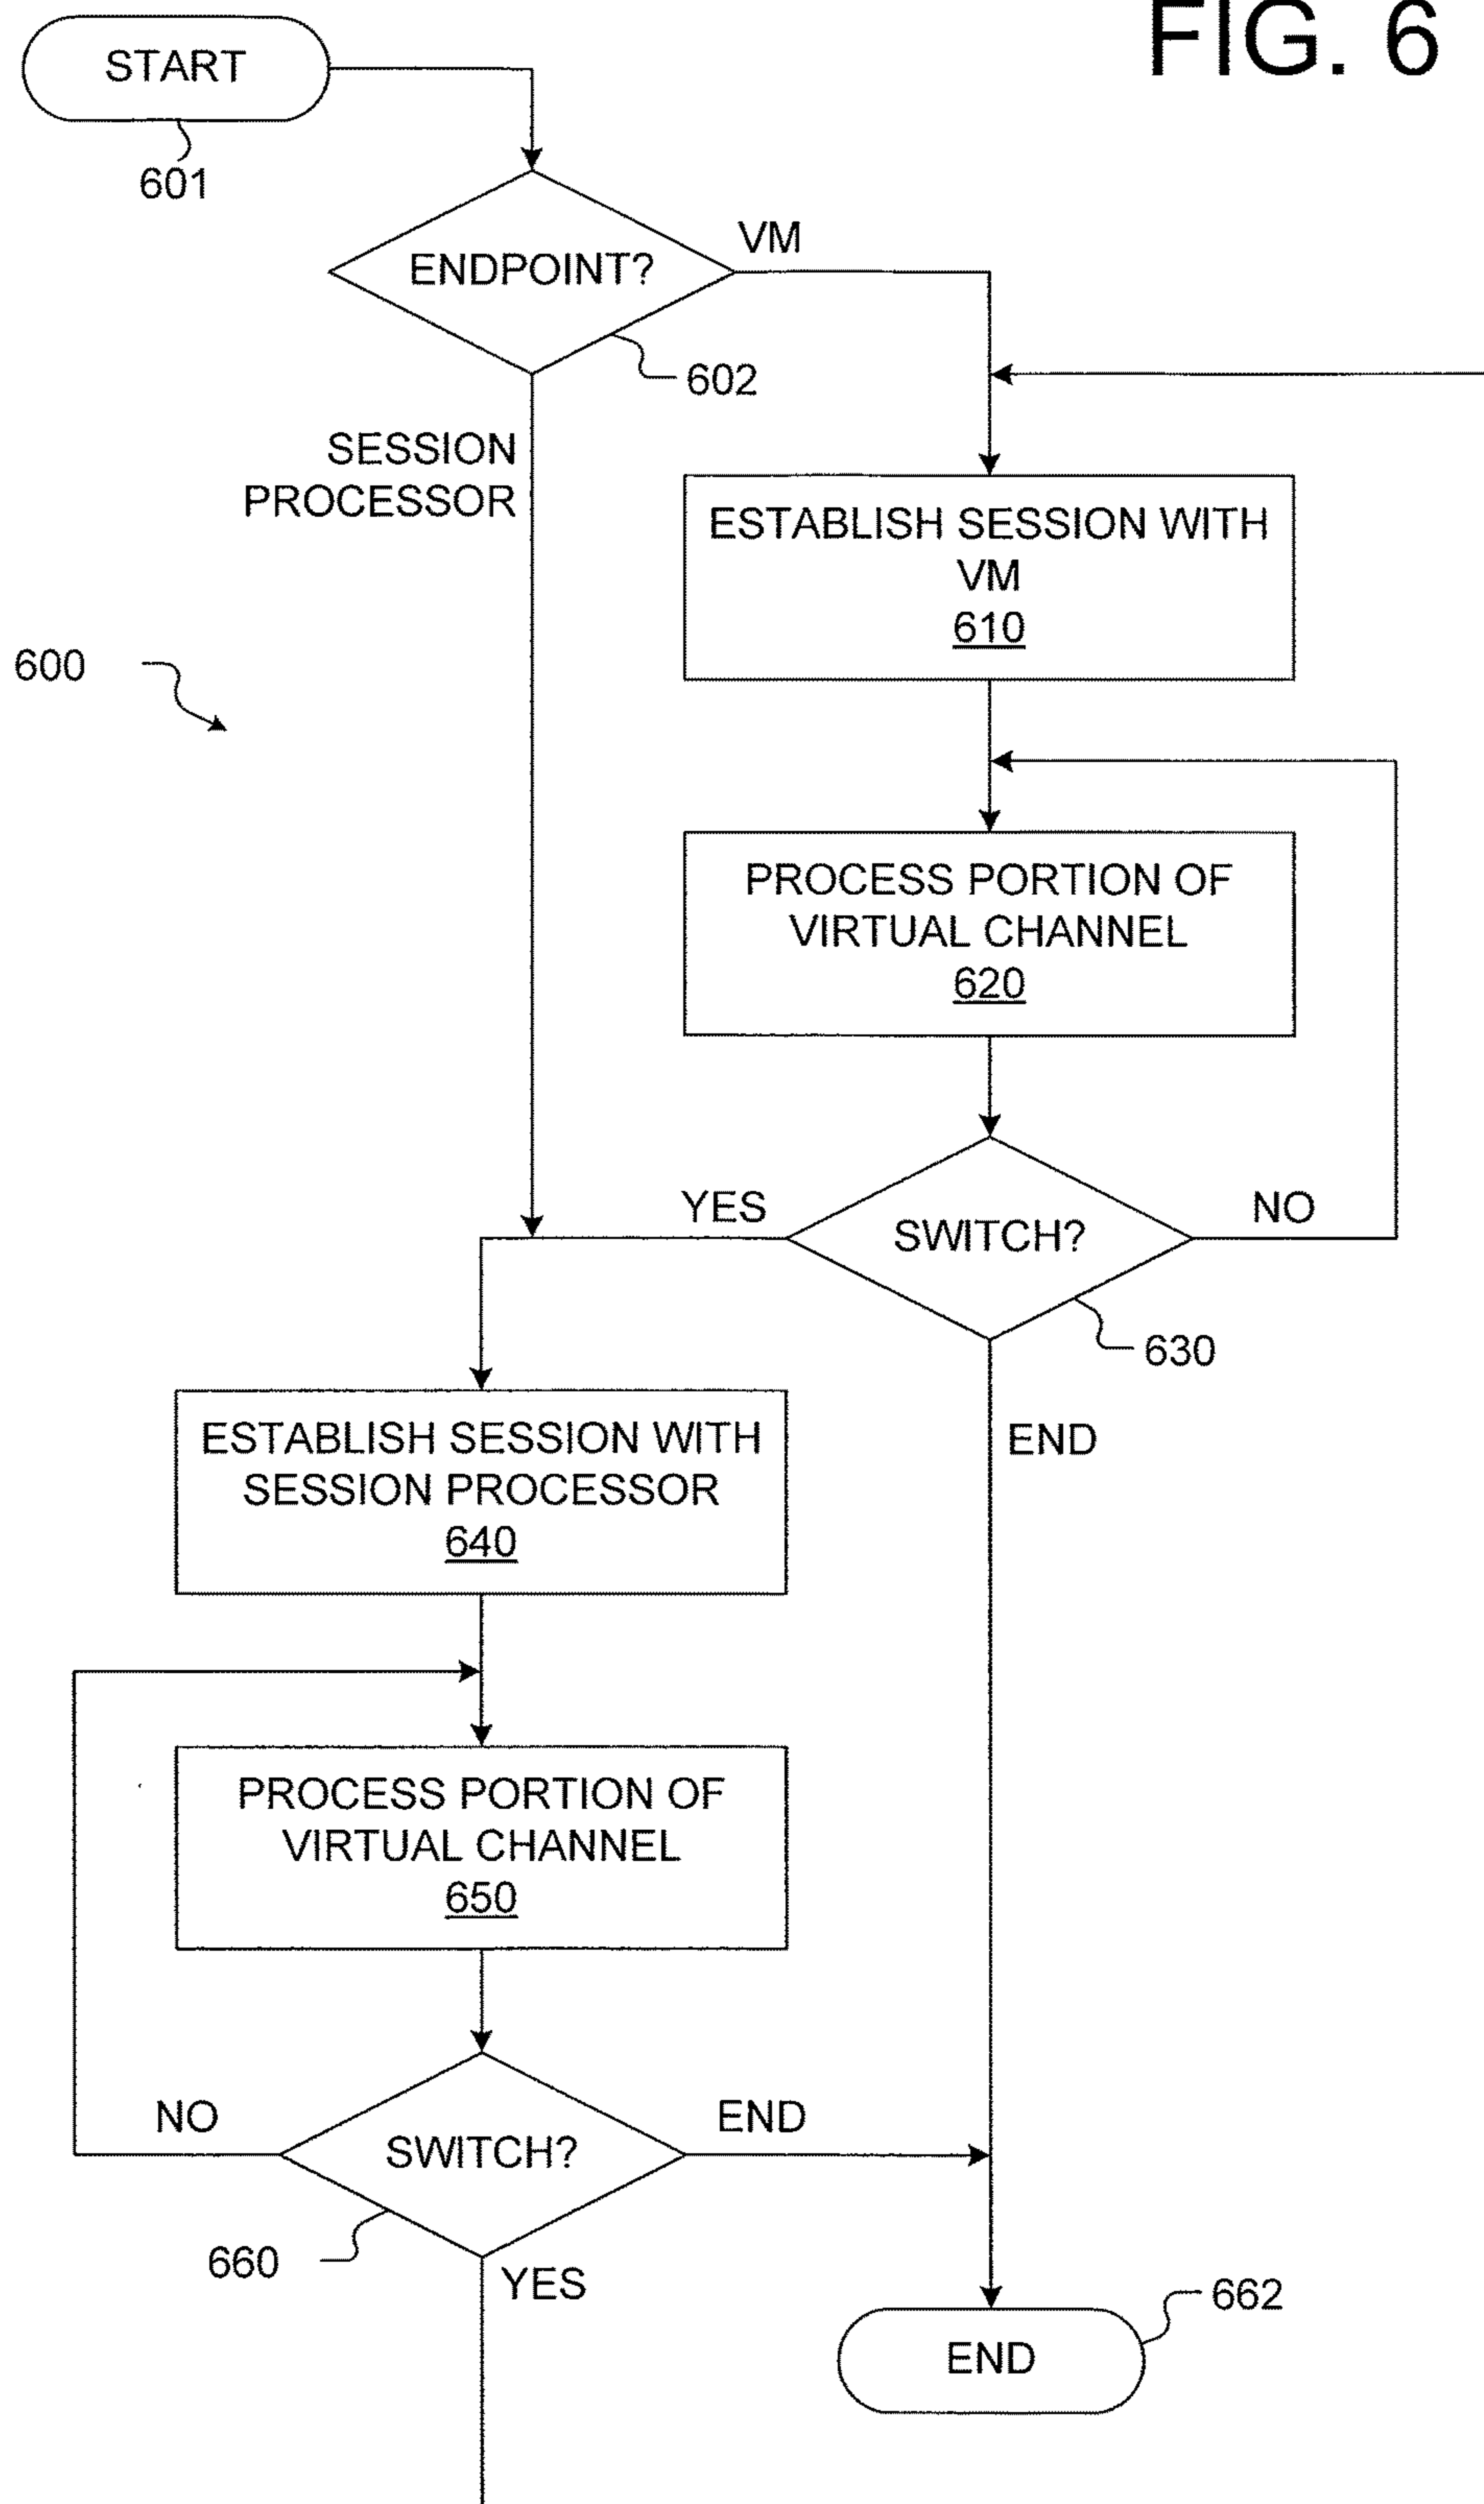 FIG. 6
START
601
ENDPOINT?
VM
602
SESSION
PROCESSOR
ESTABLISH SESSION WITH
VM
610
600
PROCESS PORTION OF
VIRTUAL CHANNEL
620
YES
SWITCH?
NO
630
ESTABLISH SESSION WITH
SESSION PROCESSOR
640
END
PROCESS PORTION OF
VIRTUAL CHANNEL
650
NO
SWITCH?
END
660
YES
662
END